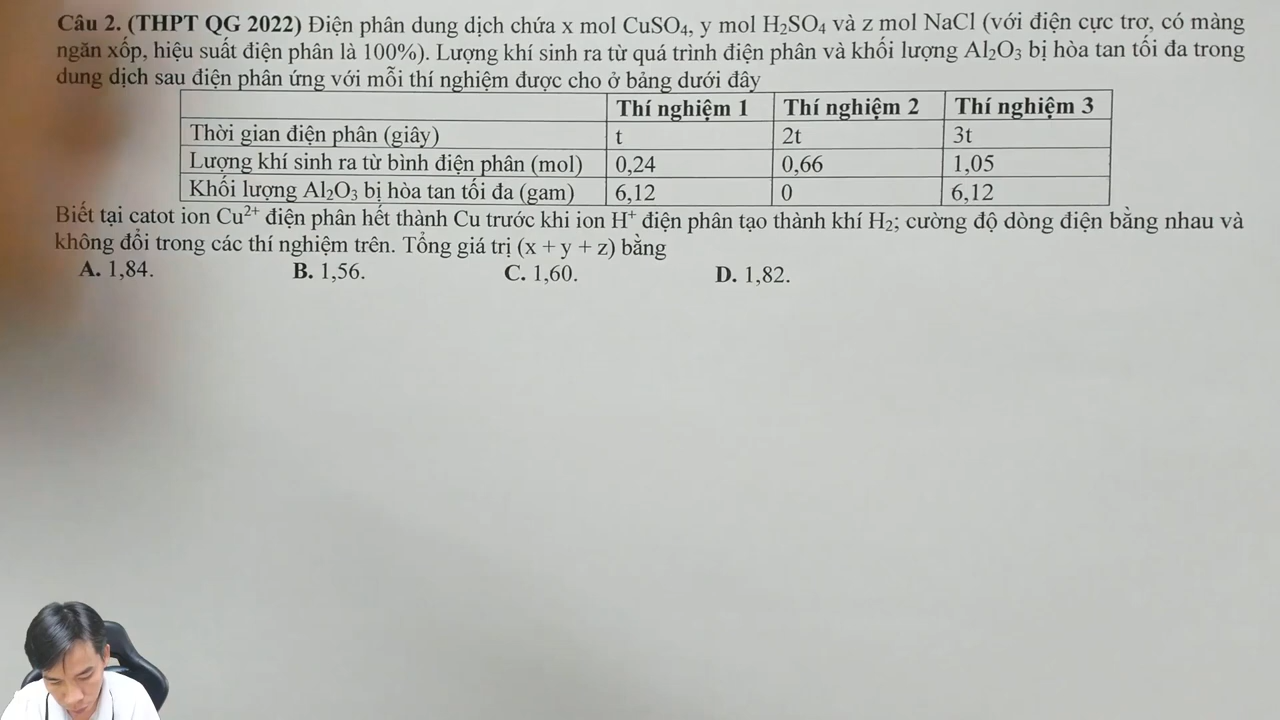 Câu 2. (THPT QG 2022) Điện phân dung dịch chứa x mol CuSO₄, y mol H₂SO₄ và z mol NaCl (với điện cực trơ, có màng
ngăn xốp, hiệu suất điện phân là 100%). Lượng khí sinh ra từ quá trình điện phân và khối lượng Al₂O₃ bị hòa tan tối đa trong
dung dịch sau điện phân ứng với mỗi thí nghiệm được cho ở bảng dưới đây
Thí nghiệm 1 Thí nghiệm 2 Thí nghiệm 3
Thời gian điện phân (giây) t 2t 3t
Lượng khí sinh ra từ bình điện phân (mol) 0,24 0,66 1,05
Khối lượng Al₂O₃ bị hòa tan tối đa (gam) 6,12 0 6,12
Biết tại catot ion Cu²⁺ điện phân hết thành Cu trước khi ion H⁺ điện phân tạo thành khí H₂; cường độ dòng điện bằng nhau và
không đổi trong các thí nghiệm trên. Tổng giá trị (x + y + z) bằng
A. 1,84. B. 1,56. C. 1,60. D. 1,82.